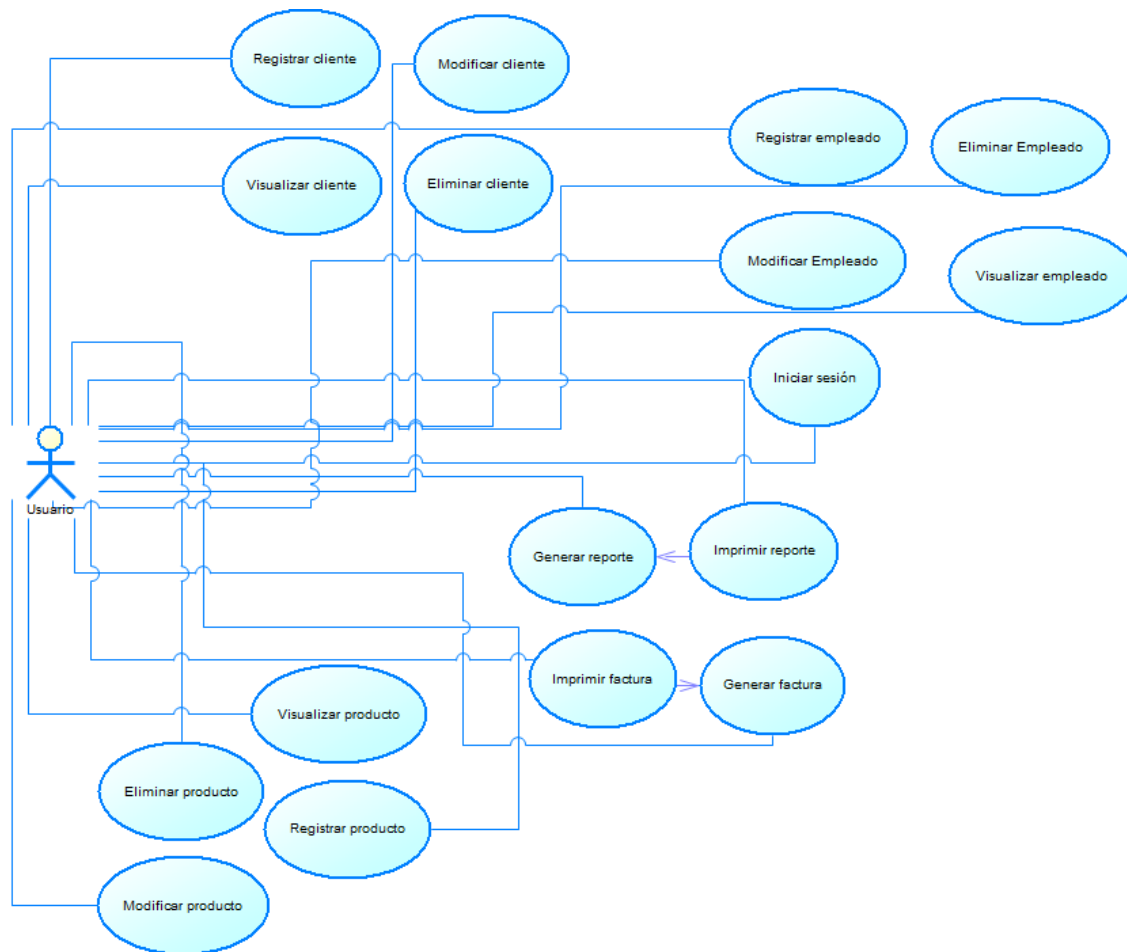 Registrar cliente
Modificar cliente
Registrar empleado
Eliminar Empleado
Visualizar cliente
Eliminar cliente
Modificar Empleado
Visualizar empleado
Iniciar sesión
Usuario
Generar reporte
Imprimir reporte
Imprimir factura
Generar factura
Visualizar producto
Eliminar producto
Registrar producto
Modificar producto